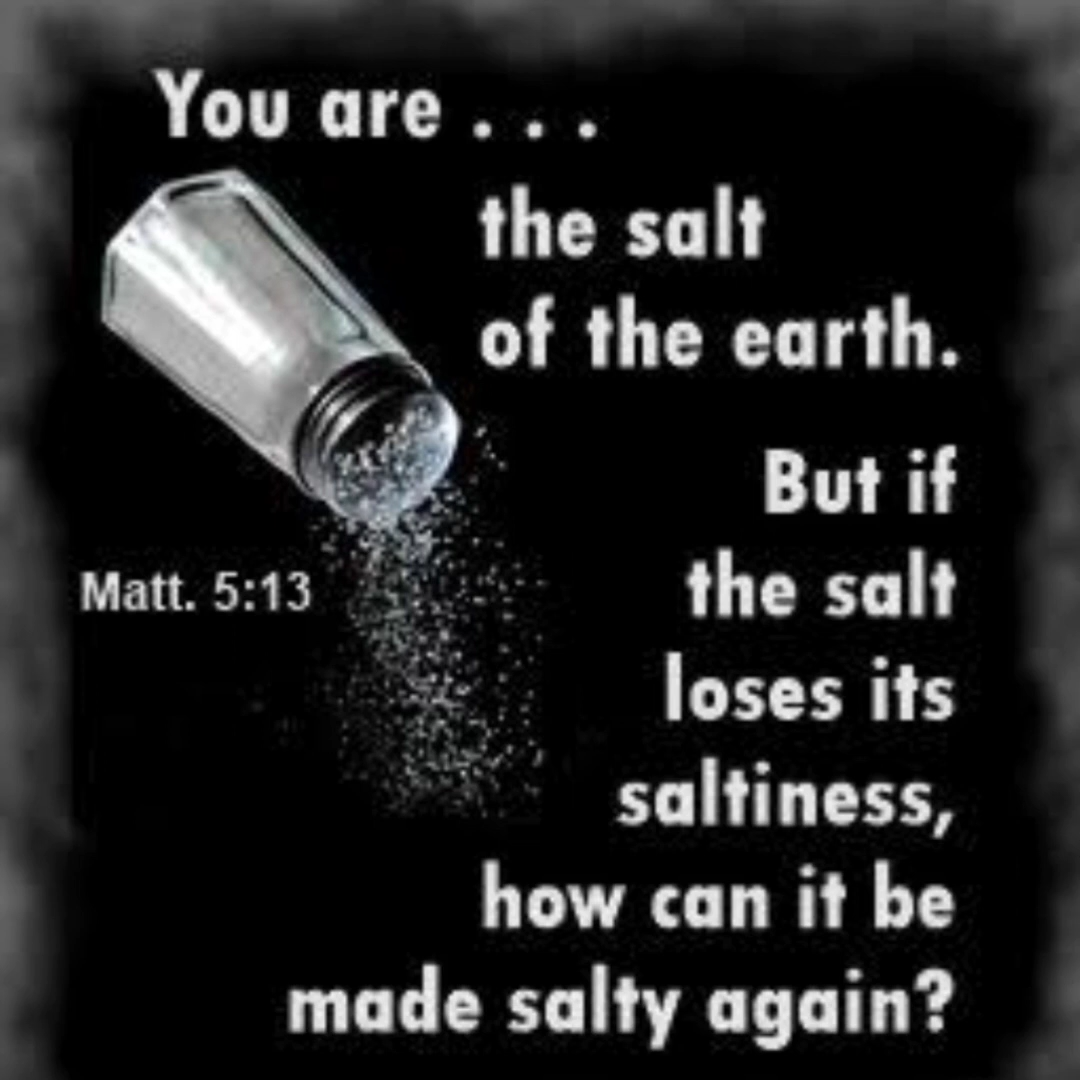 You are . . .
the salt
of the earth.
But if
the salt
Matt. 5:13
loses its
saltiness,
how can it be
made salty again?